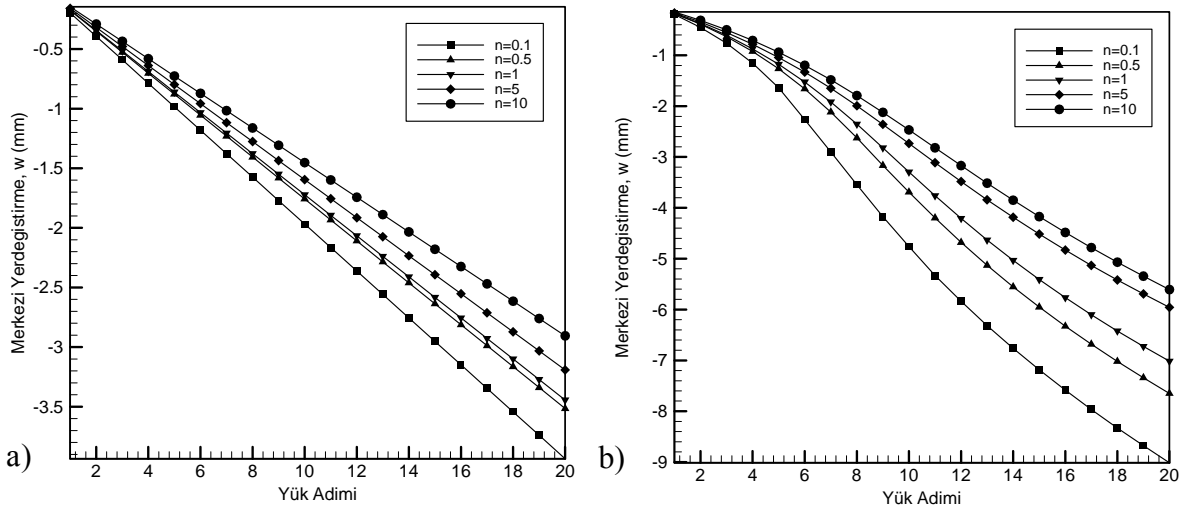 n=0.1
n=0.5
n=1
n=5
n=10
-0.5
-1
-1.5
-2
-2.5
-3
-3.5
Merkezi Yerdegistirme, w (mm)
2 4 6 8 10 12 14 16 18 20
Yük Adimi
a)
n=0.1
n=0.5
n=1
n=5
n=10
-1
-2
-3
-4
-5
-6
-7
-8
-9
Merkezi Yerdegistirme, w (mm)
2 4 6 8 10 12 14 16 18 20
Yük Adimi
b)